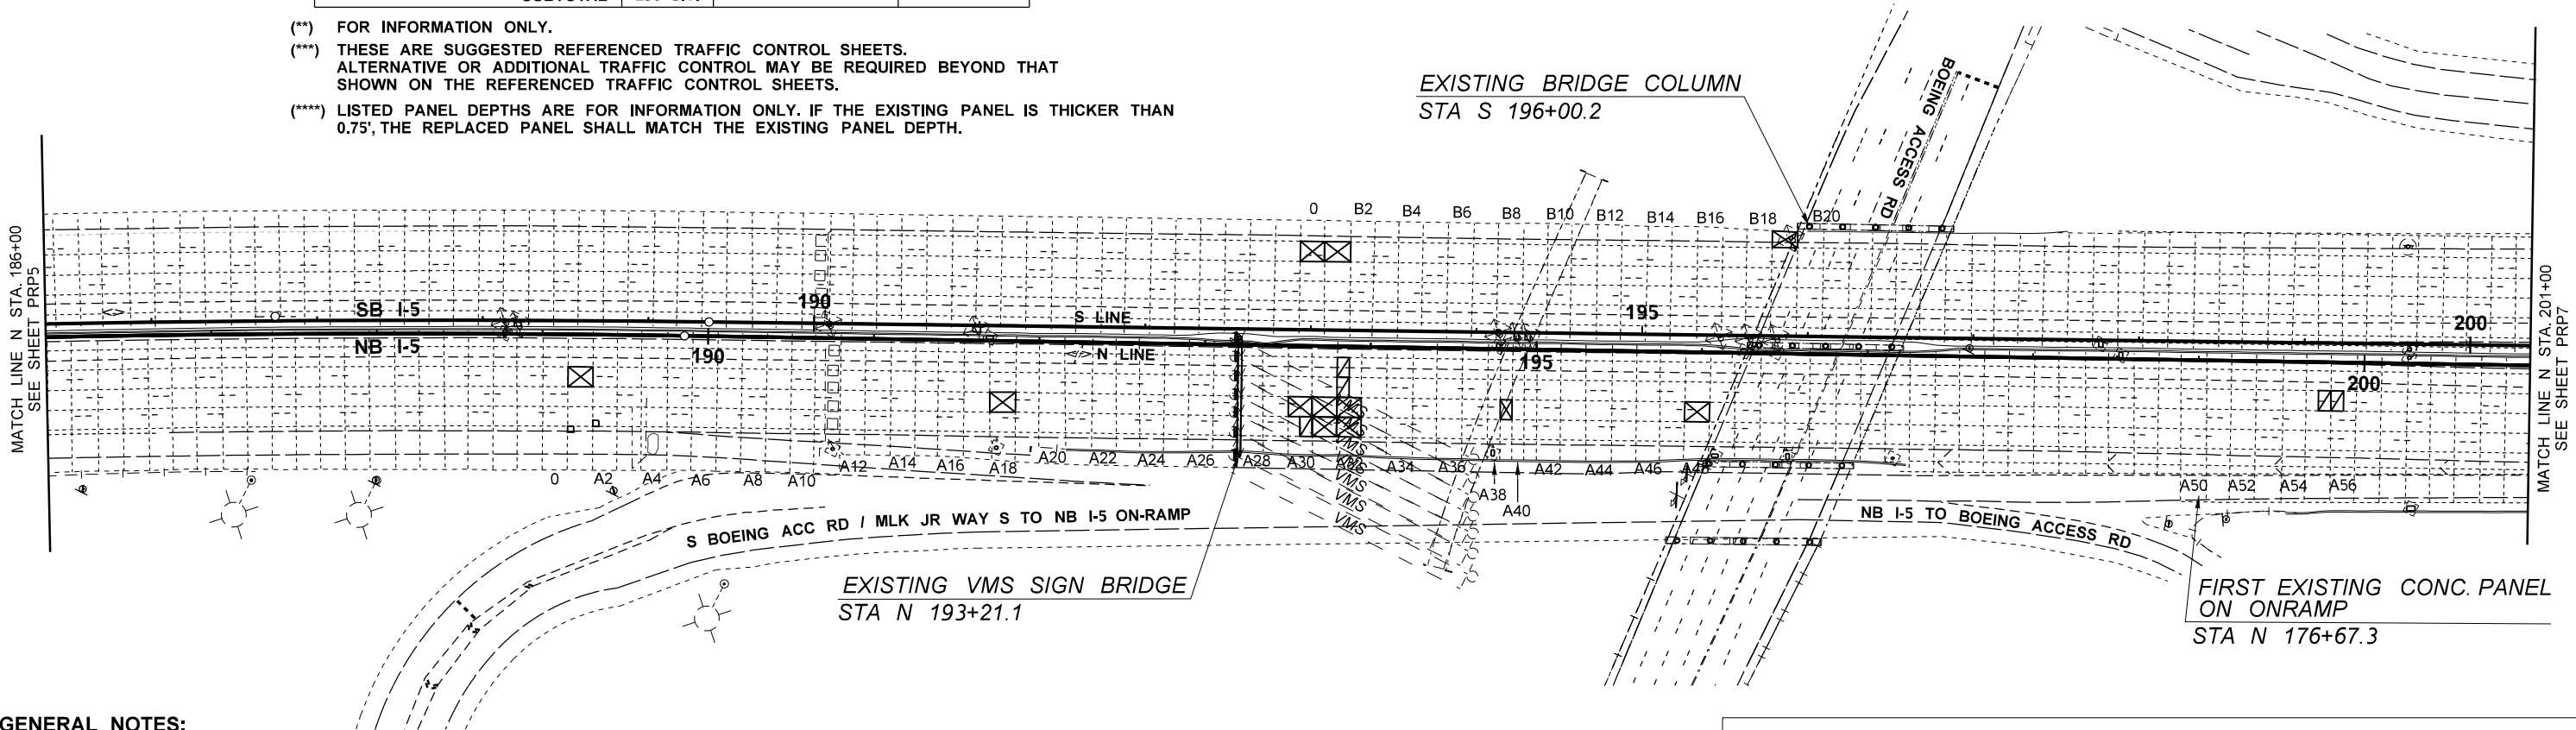 (**) FOR INFORMATION ONLY.
(***) THESE ARE SUGGESTED REFERENCED TRAFFIC CONTROL SHEETS.
ALTERNATIVE OR ADDITIONAL TRAFFIC CONTROL MAY BE REQUIRED BEYOND THAT
SHOWN ON THE REFERENCED TRAFFIC CONTROL SHEETS.
(****) LISTED PANEL DEPTHS ARE FOR INFORMATION ONLY. IF THE EXISTING PANEL IS THICKER THAN
0.75', THE REPLACED PANEL SHALL MATCH THE EXISTING PANEL DEPTH.
EXISTING BRIDGE COLUMN
STA S 196+00.2
BOEING ACCESS RD
MATCH LINE N STA. 186+00
SEE SHEET PRP5
0 B2 B4 B6 B8 B10 B12 B14 B16 B18 B20
SB I-5
190
S LINE
195
200
NB I-5
190
N LINE
195
200
MATCH LINE N STA. 201+00
SEE SHEET PRP7
0 A2 A4 A6 A8 A10 A12 A14 A16 A18 A20 A22 A24 A26 A28 A30 A32 A34 A36
A38
A40
A42 A44 A46 A48
A50 A52 A54 A56
VMS
VMS
VMS
VMS
VMS
VMS
VMS
S BOEING ACC RD / MLK JR WAY S TO NB I-5 ON-RAMP
NB I-5 TO BOEING ACCESS RD
EXISTING VMS SIGN BRIDGE
STA N 193+21.1
FIRST EXISTING CONC. PANEL
ON ONRAMP
STA N 176+67.3
GENERAL NOTES: